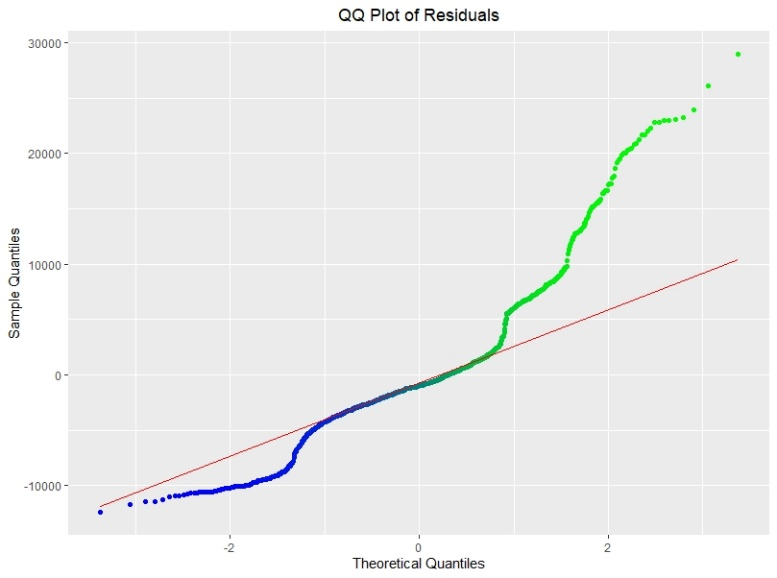 QQ Plot of Residuals
30000
20000
10000
0
-10000
Sample Quantiles
-2
0
2
Theoretical Quantiles